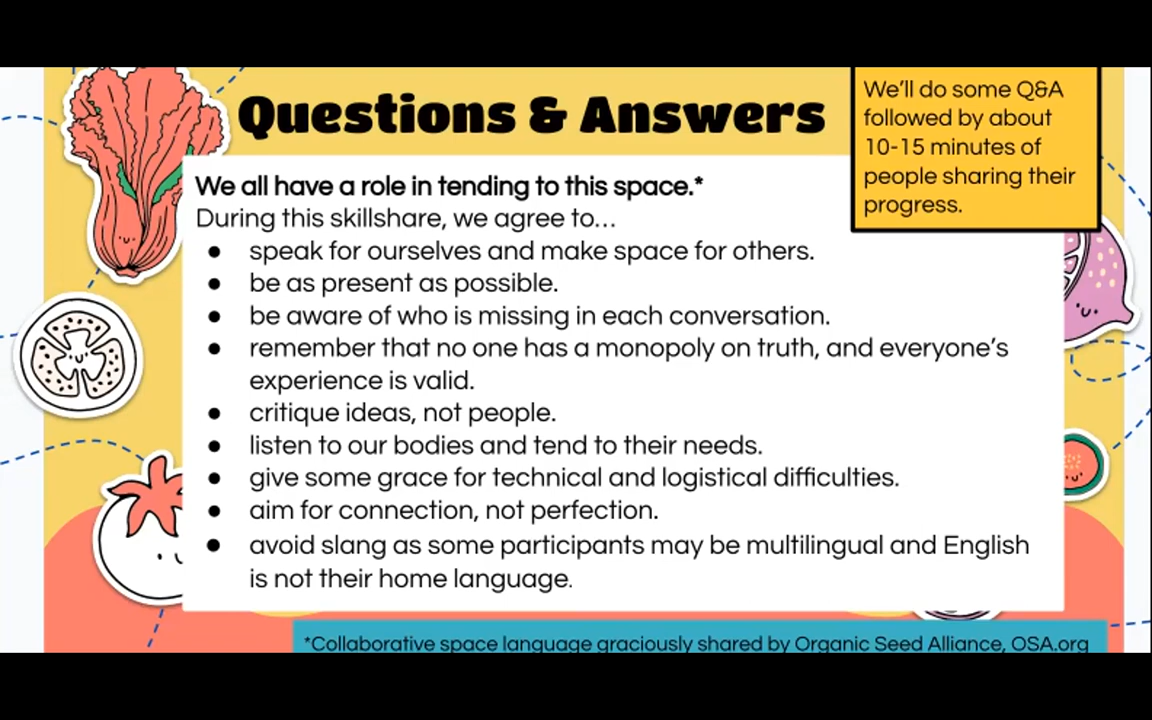 Questions & Answers
We'll do some Q&A
followed by about
10-15 minutes of
people sharing their
progress.
We all have a role in tending to this space.*
During this skillshare, we agree to...
● speak for ourselves and make space for others.
● be as present as possible.
● be aware of who is missing in each conversation.
● remember that no one has a monopoly on truth, and everyone's
experience is valid.
● critique ideas, not people.
● listen to our bodies and tend to their needs.
● give some grace for technical and logistical difficulties.
● aim for connection, not perfection.
● avoid slang as some participants may be multilingual and English
is not their home language.
*Collaborative space language graciously shared by Organic Seed Alliance, OSA.org